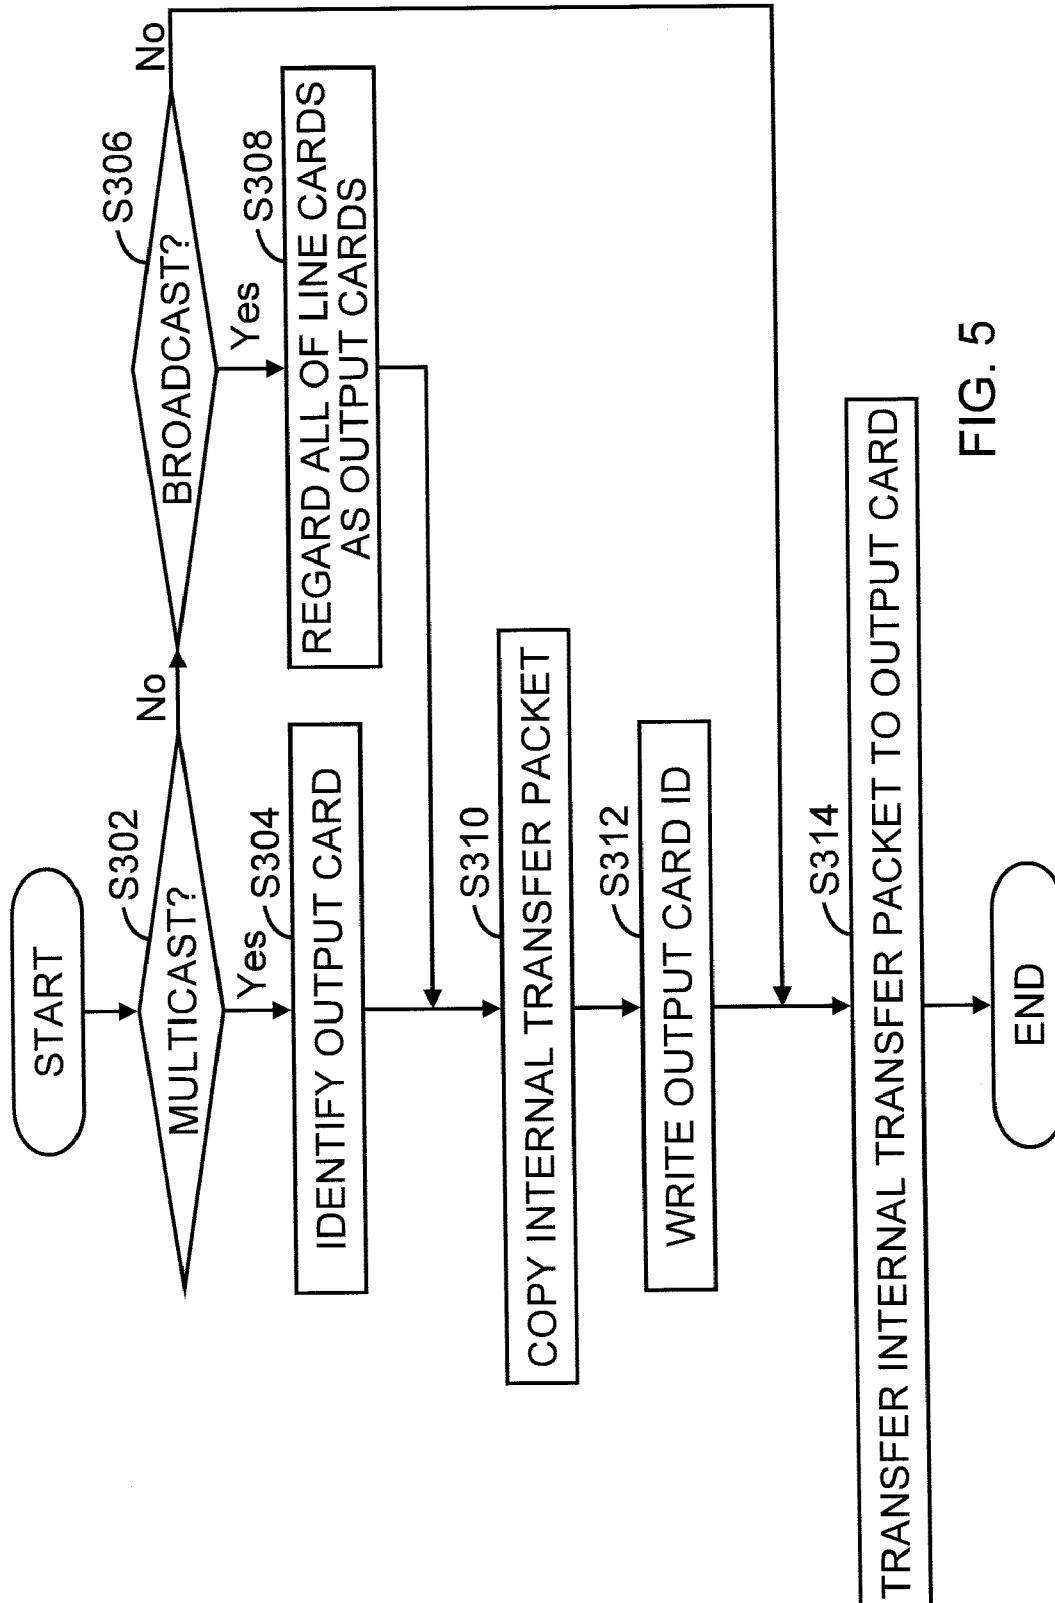 START
S302
MULTICAST?
No
S306
BROADCAST?
No
Yes
S304
IDENTIFY OUTPUT CARD
Yes
S308
REGARD ALL OF LINE CARDS
AS OUTPUT CARDS
S310
COPY INTERNAL TRANSFER PACKET
S312
WRITE OUTPUT CARD ID
S314
TRANSFER INTERNAL TRANSFER PACKET TO OUTPUT CARD
END
FIG. 5